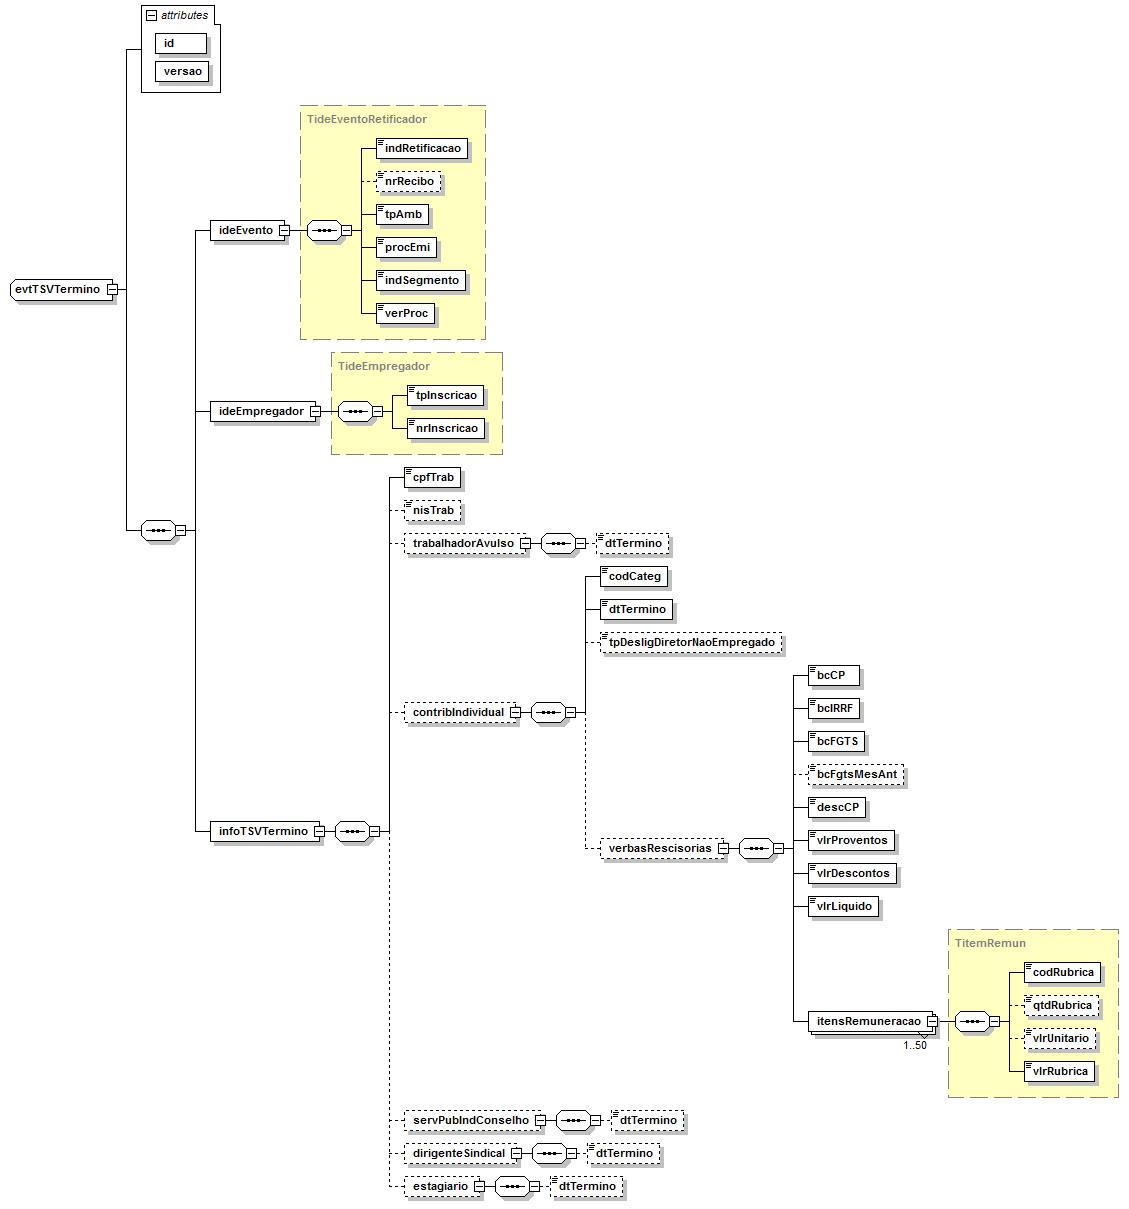 attributes
id
versao
TideEventoRetificador
indRetificacao
nrRecibo
ideEvento
tpAmb
procEmi
indSegmento
evtTSVTermino
verProc
TideEmpregador
tpInscricao
ideEmpregador
nrInscricao
cpfTrab
nisTrab
trabalhadorAvulso
dtTermino
codCateg
dtTermino
tpDesligDiretorNaoEmpregado
bcCP
contribIndividual
bcIRRF
bcFGTS
bcFgtsMesAnt
descCP
infoTSVTermino
vlrProventos
verbasRescisorias
vlrDescontos
vlrLiquido
TitemRemun
codRubrica
qtdRubrica
itensRemuneracao
vlrUnitario
1..50
vlrRubrica
servPubIndConselho
dtTermino
dirigenteSindical
dtTermino
estagiario
dtTermino